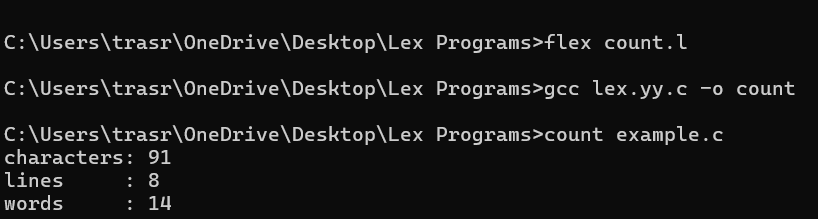 C:\Users\trasr\OneDrive\Desktop\Lex Programs>flex count.l
C:\Users\trasr\OneDrive\Desktop\Lex Programs>gcc lex.yy.c -o count
C:\Users\trasr\OneDrive\Desktop\Lex Programs>count example.c
characters: 91
lines     : 8
words     : 14